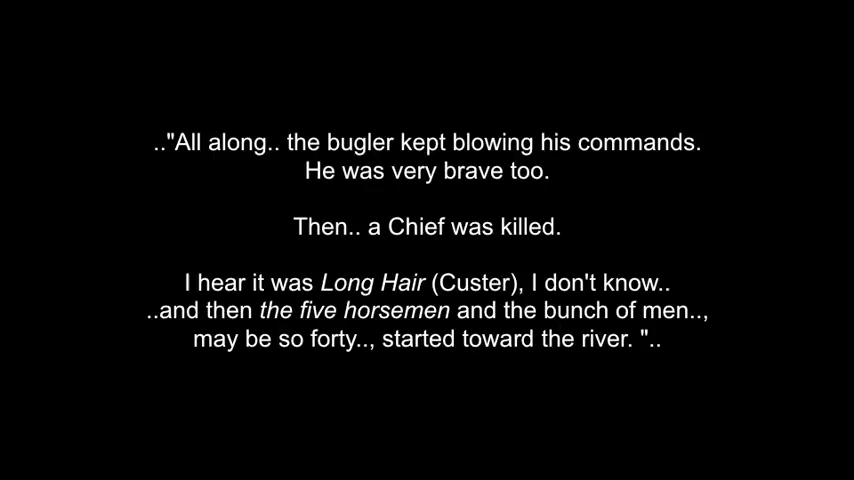 .."All along.. the bugler kept blowing his commands.
He was very brave too.
Then.. a Chief was killed.
I hear it was Long Hair (Custer), I don't know..
..and then the five horsemen and the bunch of men..,
may be so forty.., started toward the river. "..